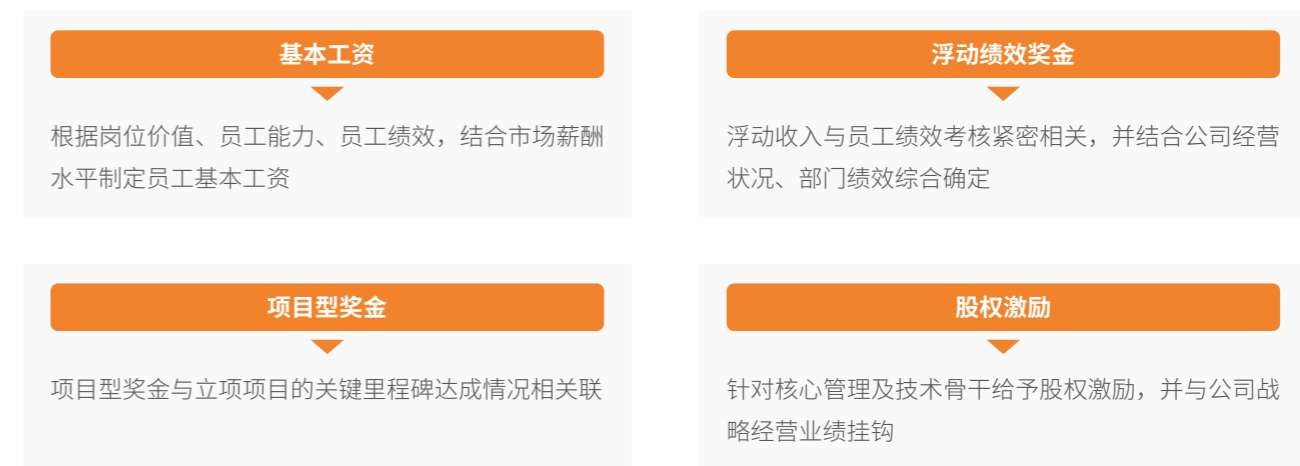 基本工资
根据岗位价值、员工能力、员工绩效，结合市场薪酬
水平制定员工基本工资
浮动绩效奖金
浮动收入与员工绩效考核紧密相关，并结合公司经营
状况、部门绩效综合确定
项目型奖金
项目型奖金与立项项目的关键里程碑达成情况相关联
股权激励
针对核心管理及技术骨干给予股权激励，并与公司战
略经营业绩挂钩